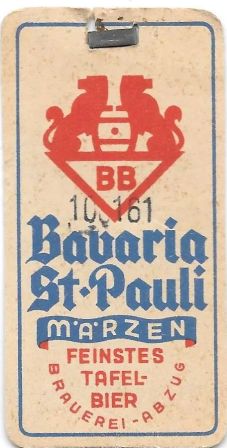 BB
100161
Bavaria
St. Pauli
MÄRZEN
FEINSTES
TAFEL-
BIER
BRAUEREI-ABZUG